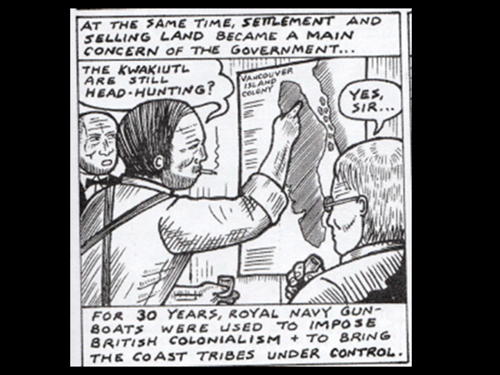 AT THE SAME TIME, SETTLEMENT AND
SELLING LAND BECAME A MAIN
CONCERN OF THE GOVERNMENT...
THE KWAKIUTL
ARE STILL
HEAD-HUNTING?
VANCOUVER
ISLAND
COLONY
YES,
SIR...
FOR 30 YEARS, ROYAL NAVY GUN-
BOATS WERE USED TO IMPOSE
BRITISH COLONIALISM + TO BRING
THE COAST TRIBES UNDER CONTROL.